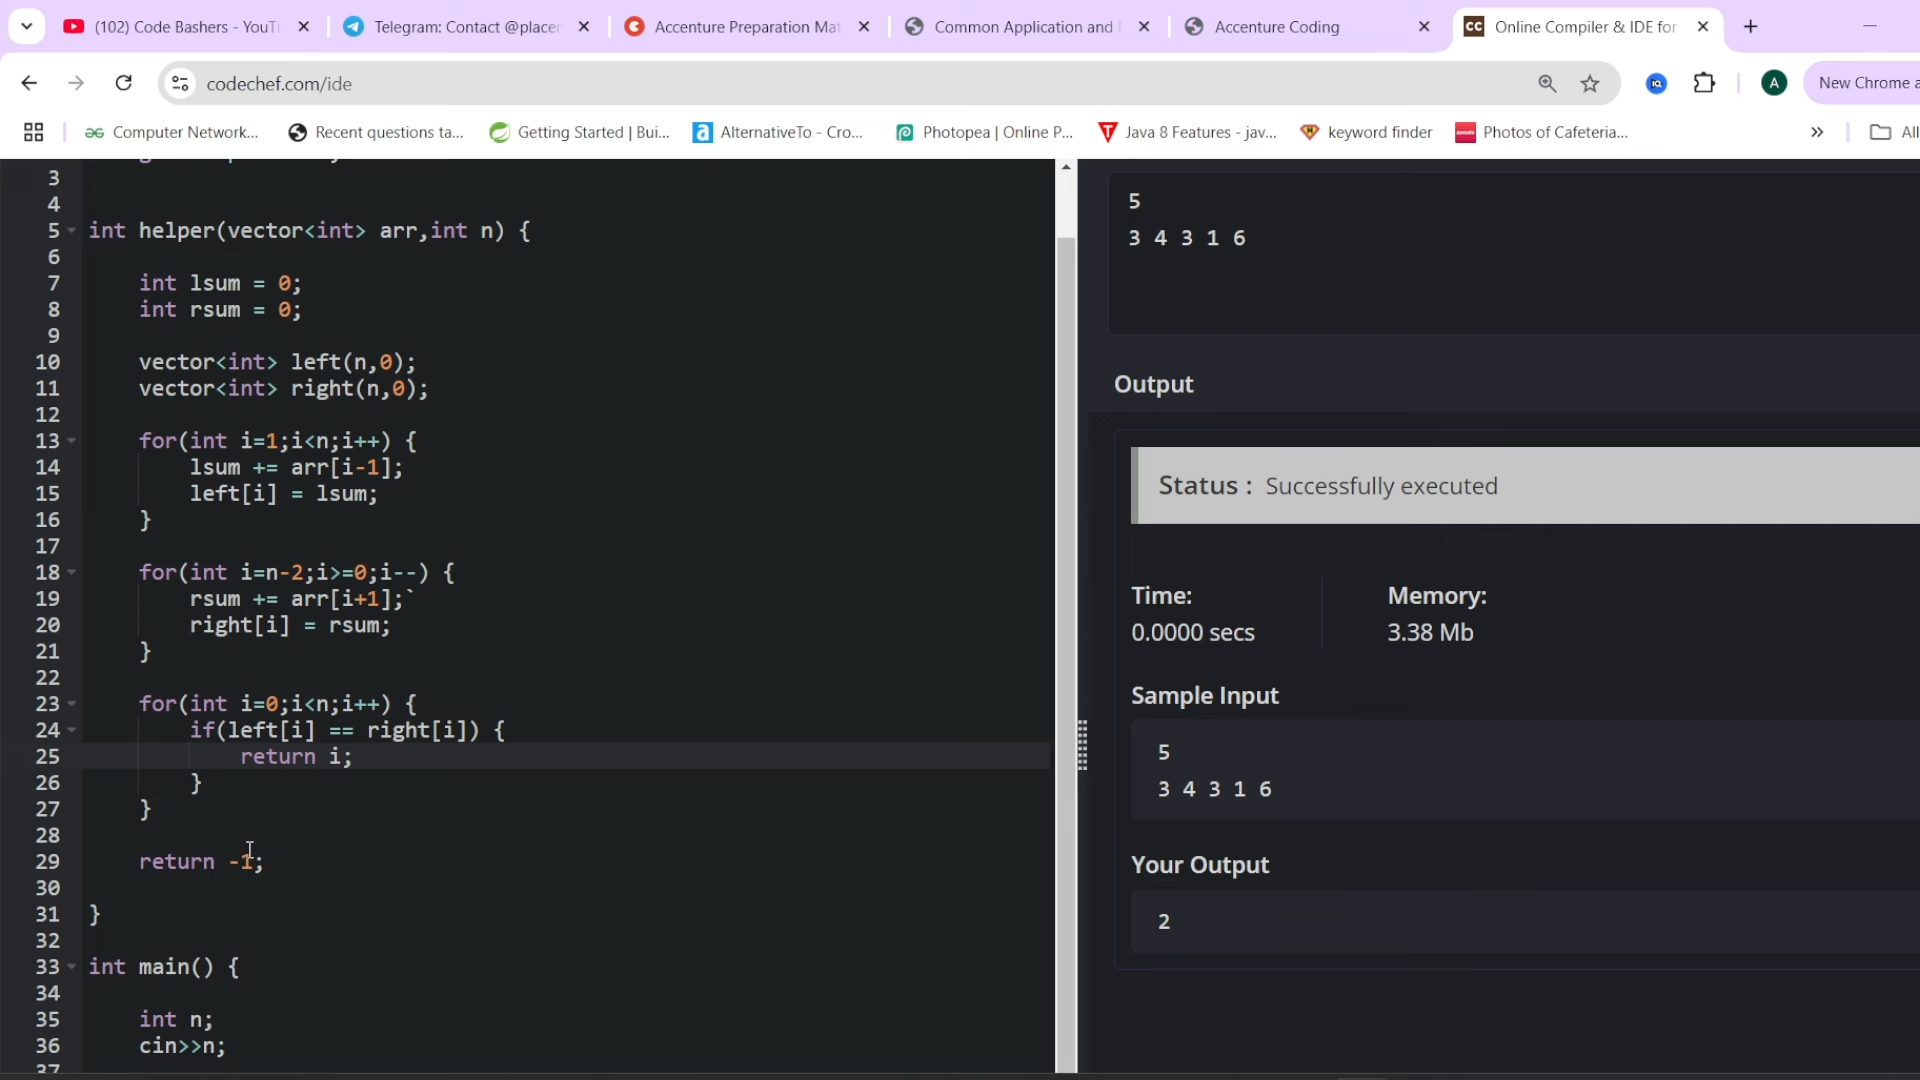 (102) Code Bashers - YouTu
Telegram: Contact @placer
Accenture Preparation Mat
Common Application and
Accenture Coding
CC Online Compiler & IDE for
codechef.com/ide
A
New Chrome a
Computer Network...
Recent questions ta...
Getting Started | Bui...
AlternativeTo - Cro...
Photopea | Online P...
Java 8 Features - jav...
keyword finder
Photos of Cafeteria...
All
3
4
5 int helper(vector<int> arr,int n) {
6
7 int lsum = 0;
8 int rsum = 0;
9
10 vector<int> left(n,0);
11 vector<int> right(n,0);
12
13 for(int i=1;i<n;i++) {
14 lsum += arr[i-1];
15 left[i] = lsum;
16 }
17
18 for(int i=n-2;i>=0;i--) {
19 rsum += arr[i+1];`
20 right[i] = rsum;
21 }
22
23 for(int i=0;i<n;i++) {
24 if(left[i] == right[i]) {
25 return i;
26 }
27 }
28
29 return -1;
30
31 }
32
33 int main() {
34
35 int n;
36 cin>>n;
37
5
3 4 3 1 6
Output
Status : Successfully executed
Time:
0.0000 secs
Memory:
3.38 Mb
Sample Input
5
3 4 3 1 6
Your Output
2